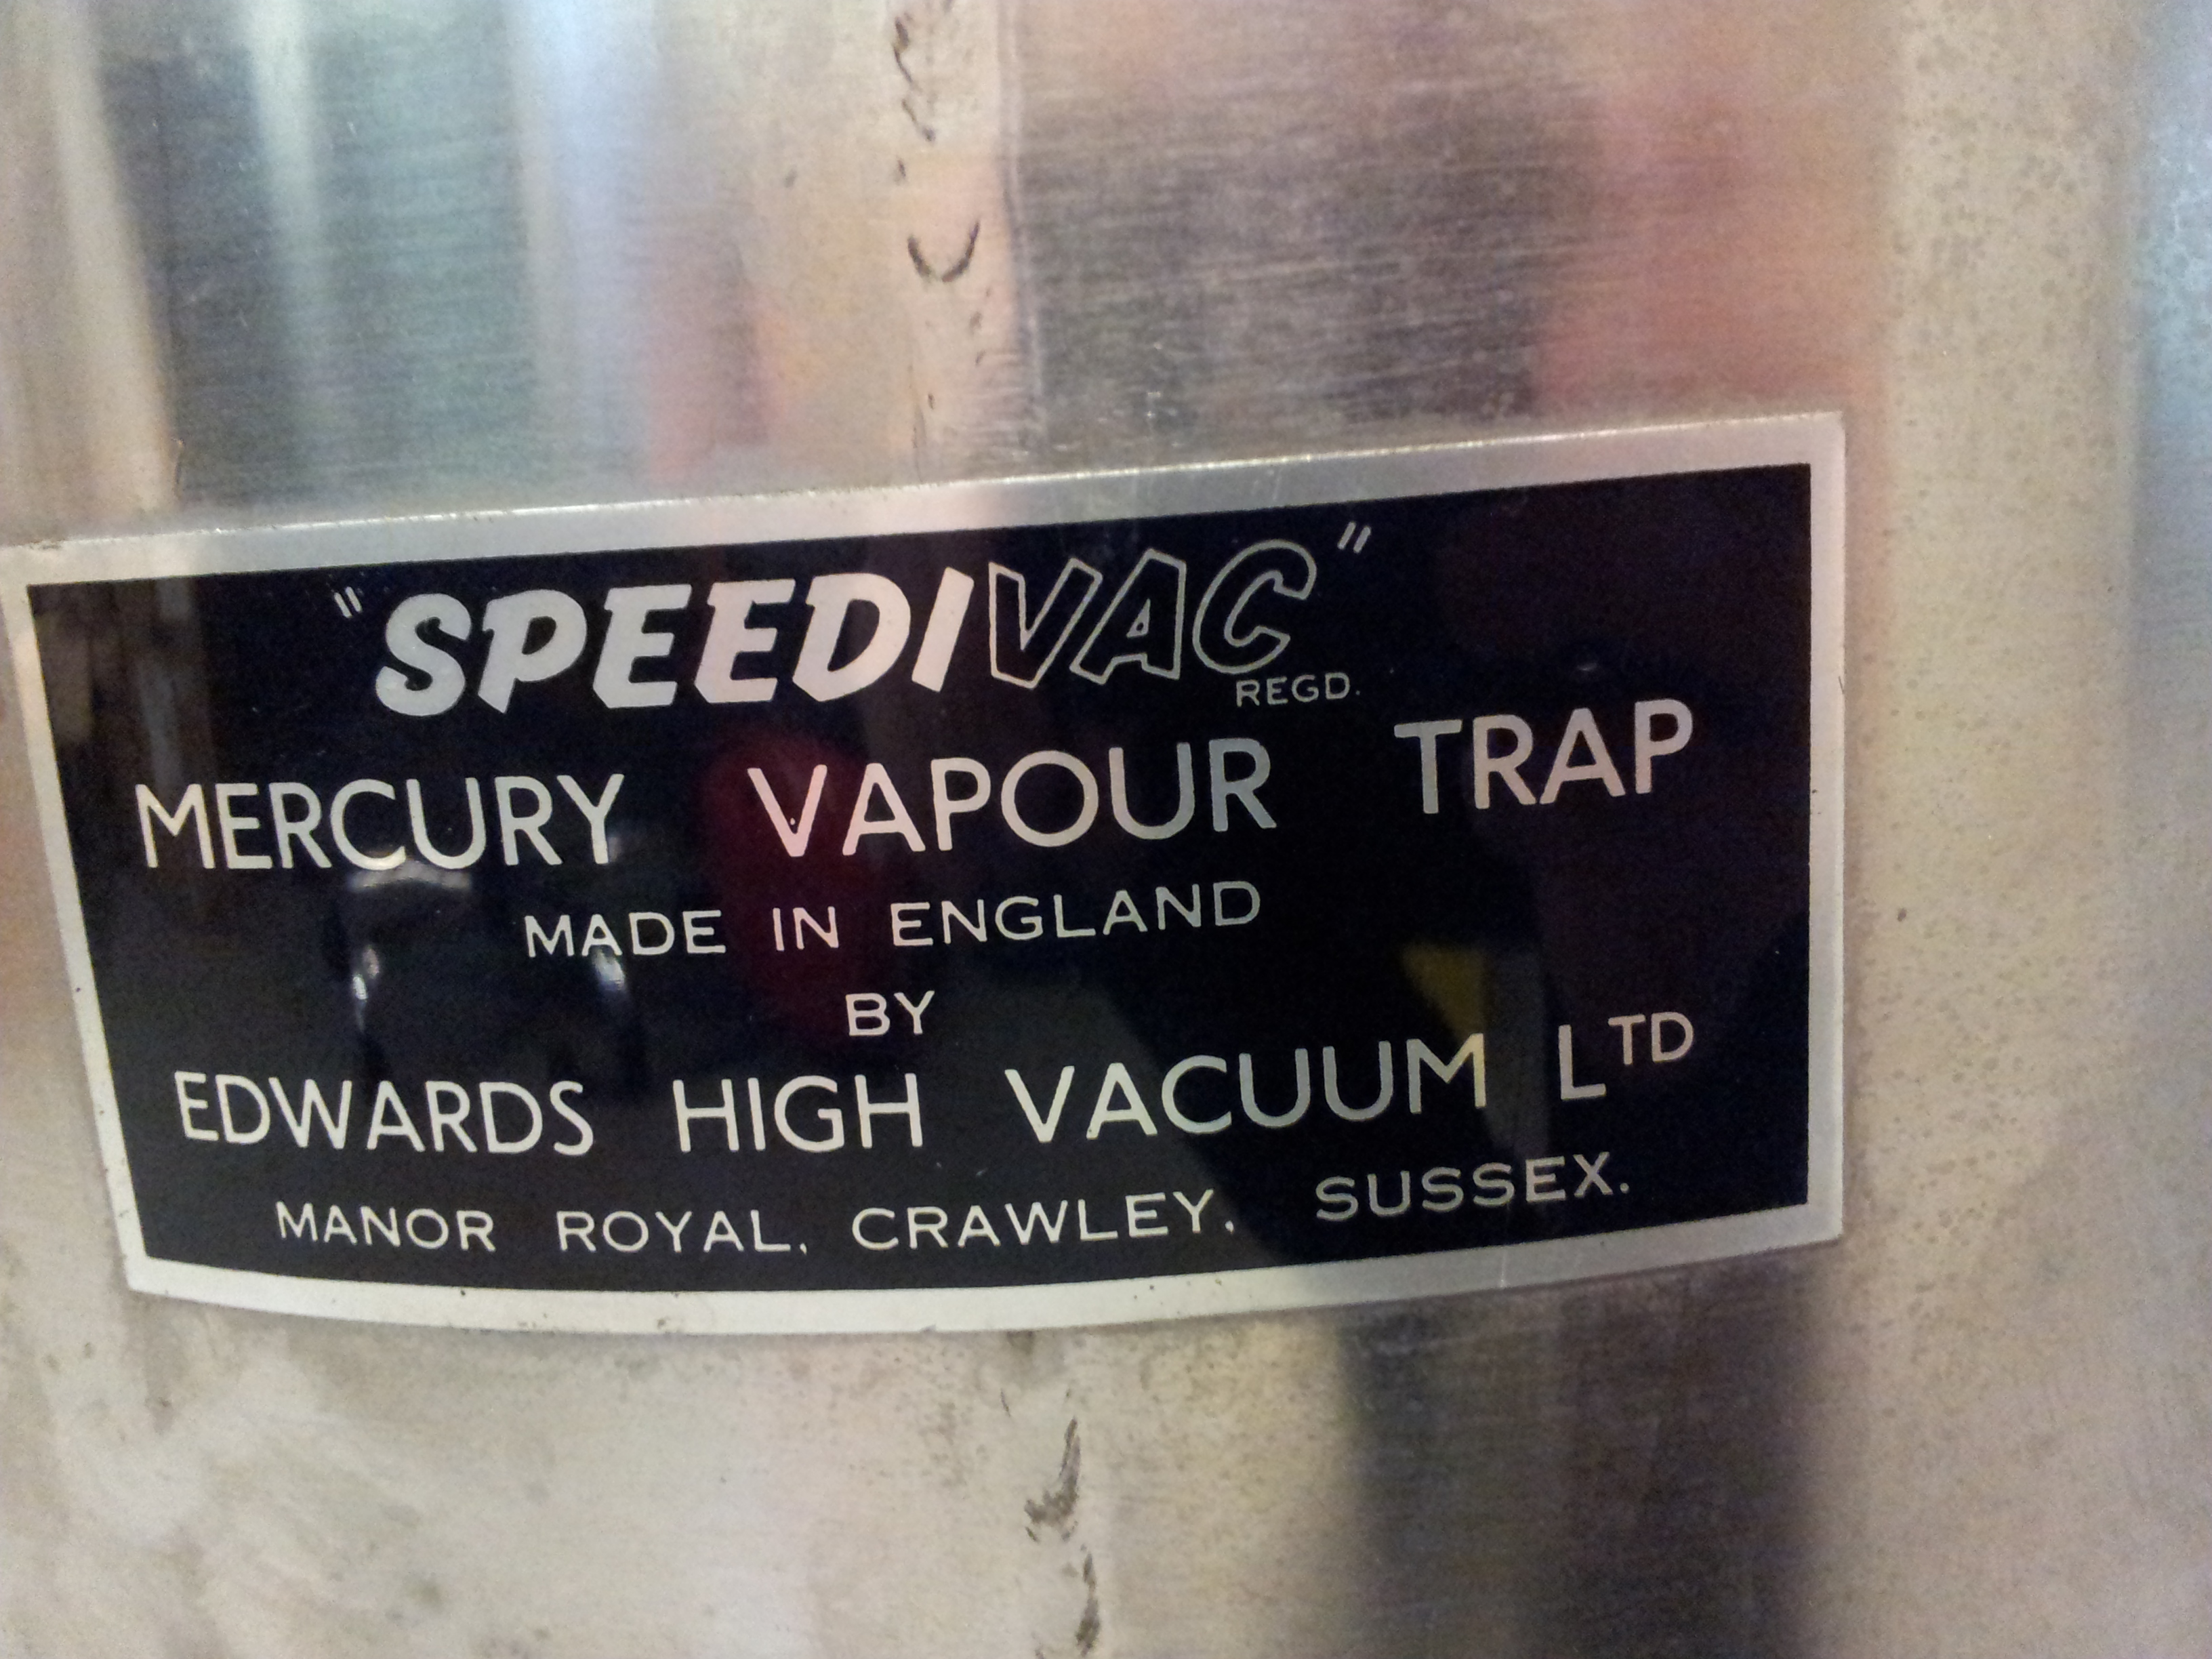 "SPEEDIVAC"
REGD.
MERCURY VAPOUR TRAP
MADE IN ENGLAND
BY
EDWARDS HIGH VACUUM LTD
MANOR ROYAL, CRAWLEY, SUSSEX.